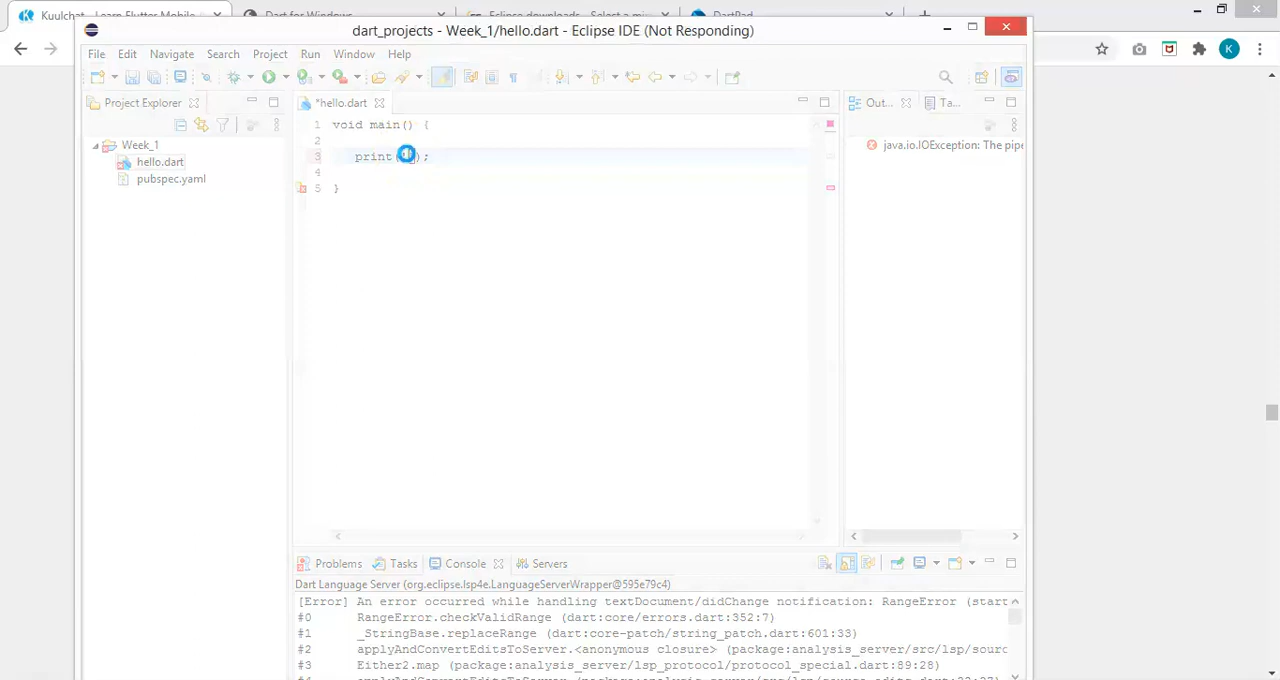 Kuulchat - Learn Flutter Mobile
Dart for Windows
Eclipse downloads - Select a mi
DartPad
dart_projects - Week_1/hello.dart - Eclipse IDE (Not Responding)
K
File Edit Navigate Search Project Run Window Help
Project Explorer
*hello.dart
Out...
Ta...
1 void main() {
2
3 print( );
4
5 }
Week_1
hello.dart
pubspec.yaml
java.io.IOException: The pipe
Problems Tasks Console Servers
Dart Language Server (org.eclipse.lsp4e.LanguageServerWrapper@595e79c4)
[Error] An error occurred while handling textDocument/didChange notification: RangeError (start
#0 RangeError.checkValidRange (dart:core/errors.dart:352:7)
#1 _StringBase.replaceRange (dart:core-patch/string_patch.dart:601:33)
#2 applyAndConvertEditsToServer.<anonymous closure> (package:analysis_server/src/lsp/sourc
#3 Either2.map (package:analysis_server/lsp_protocol/protocol_special.dart:89:28)